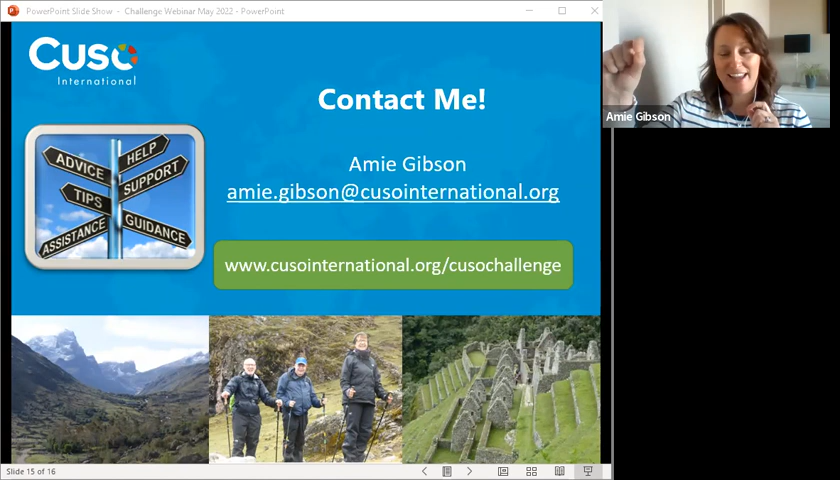 PowerPoint Slide Show - Challenge Webinar May 2022 - PowerPoint
Cuso
International
Contact Me!
ADVICE
HELP
SUPPORT
TIPS
ASSISTANCE
GUIDANCE
Amie Gibson
amie.gibson@cusointernational.org
www.cusointernational.org/cusochallenge
Slide 15 of 16
Amie Gibson